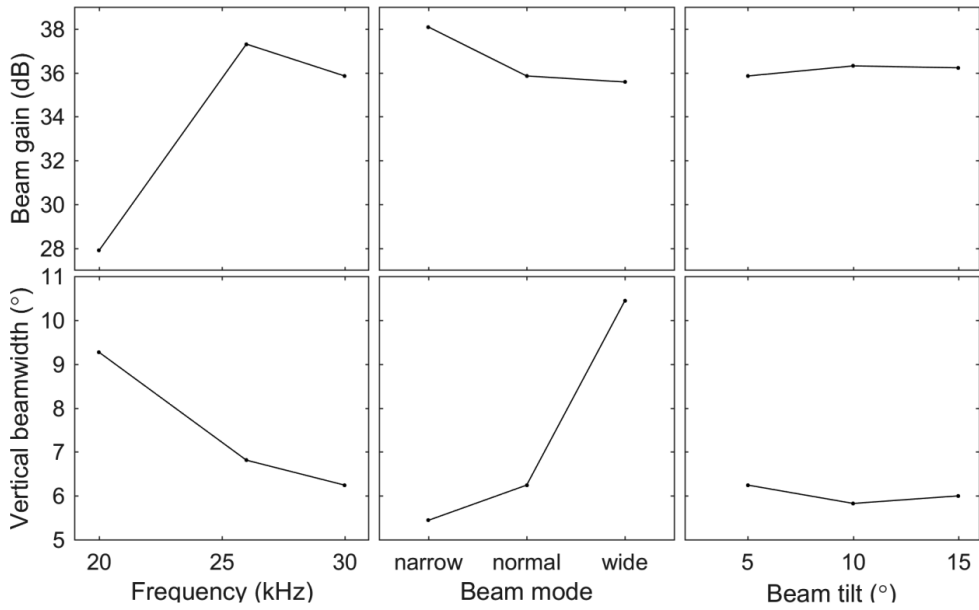 Beam gain (dB)
38
36
34
32
30
28
Vertical beamwidth (°)
11
10
9
8
7
6
5
20 25 30
narrow normal wide
5 10 15
Frequency (kHz)
Beam mode
Beam tilt (°)